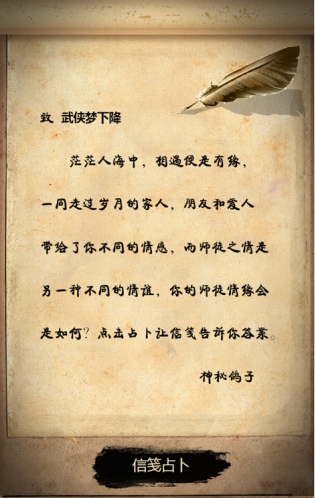 致 武侠梦下降
茫茫人海中，相遇便是有缘，
一同走过岁月的家人，朋友和爱人
带给了你不同的情感，而师徒之情是
另一种不同的情谊，你的师徒情缘会
是如何？点击占卜让信笺告诉你答案。
神秘鸽子
信笺占卜